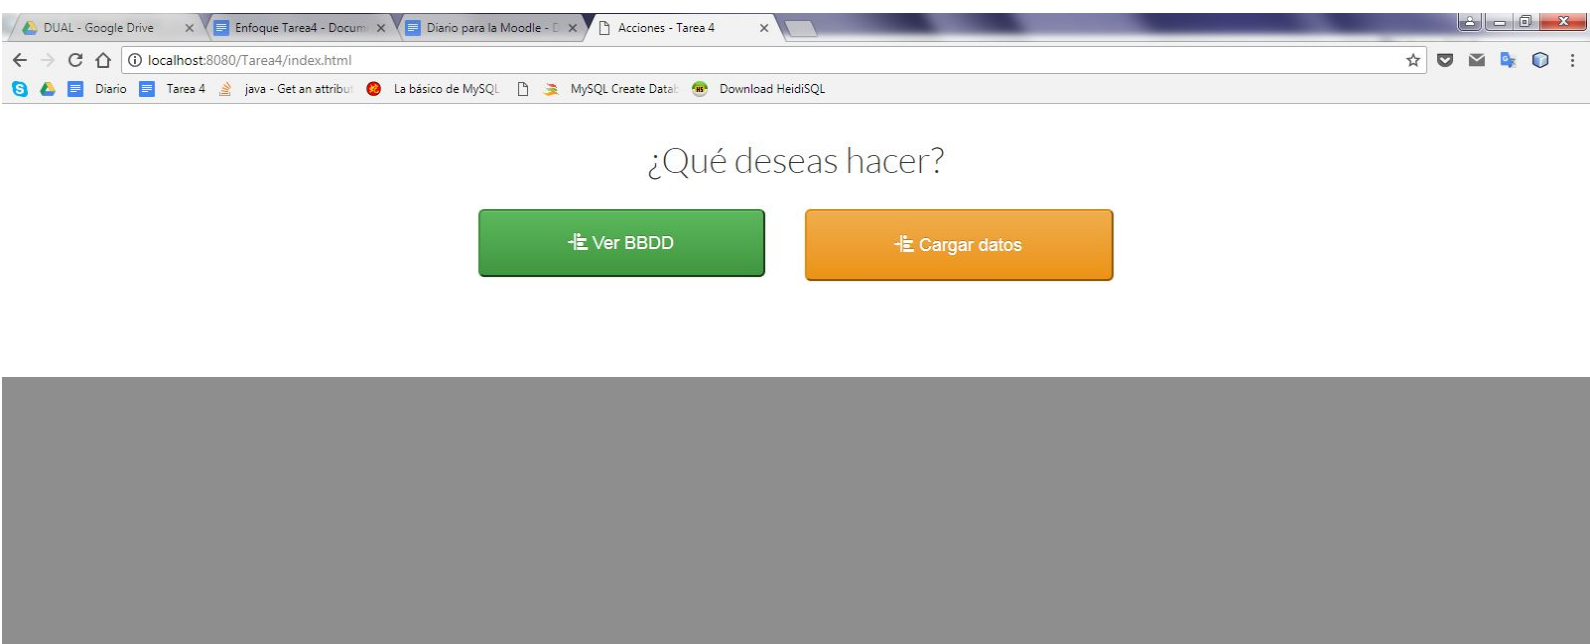 DUAL - Google Drive
Enfoque Tarea4 - Docum
Diario para la Moodle - D
Acciones - Tarea 4
localhost:8080/Tarea4/index.html
Diario
Tarea 4
java - Get an attribu
La básico de MySQL
MySQL Create Datab
Download HeidiSQL
¿Qué deseas hacer?
Ver BBDD
Cargar datos